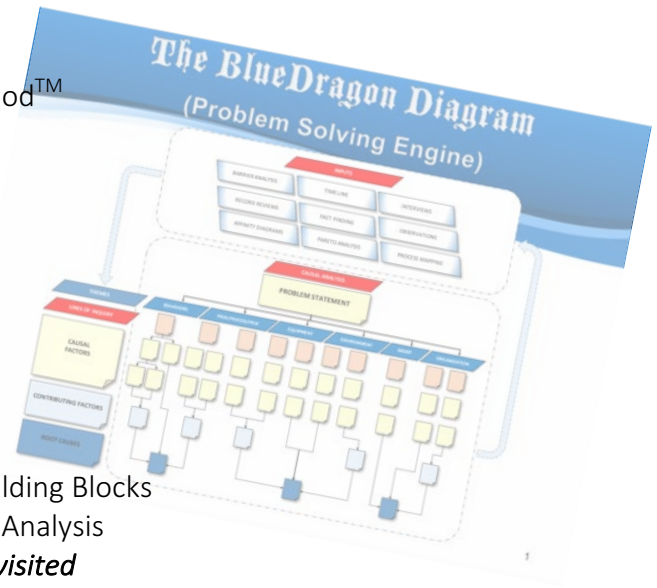 od™
The BlueDragon Diagram
(Problem Solving Engine)
INPUTS
BARRIER ANALYSIS
TIMELINE
INTERVIEWS
RECORD REVIEWS
FACT-FINDING
OBSERVATIONS
AFFINITY DIAGRAMS
PARETO ANALYSIS
PROCESS MAPPING
CAUSAL ANALYSIS
PROBLEM STATEMENT
THEMES
LINES OF INQUIRY
BEHAVIORS
EQUIPMENT
ENVIRONMENT
ORGANIZATION
CAUSAL
FACTORS
CONTRIBUTING FACTORS
ROOT CAUSES
lding Blocks
Analysis
visited
1